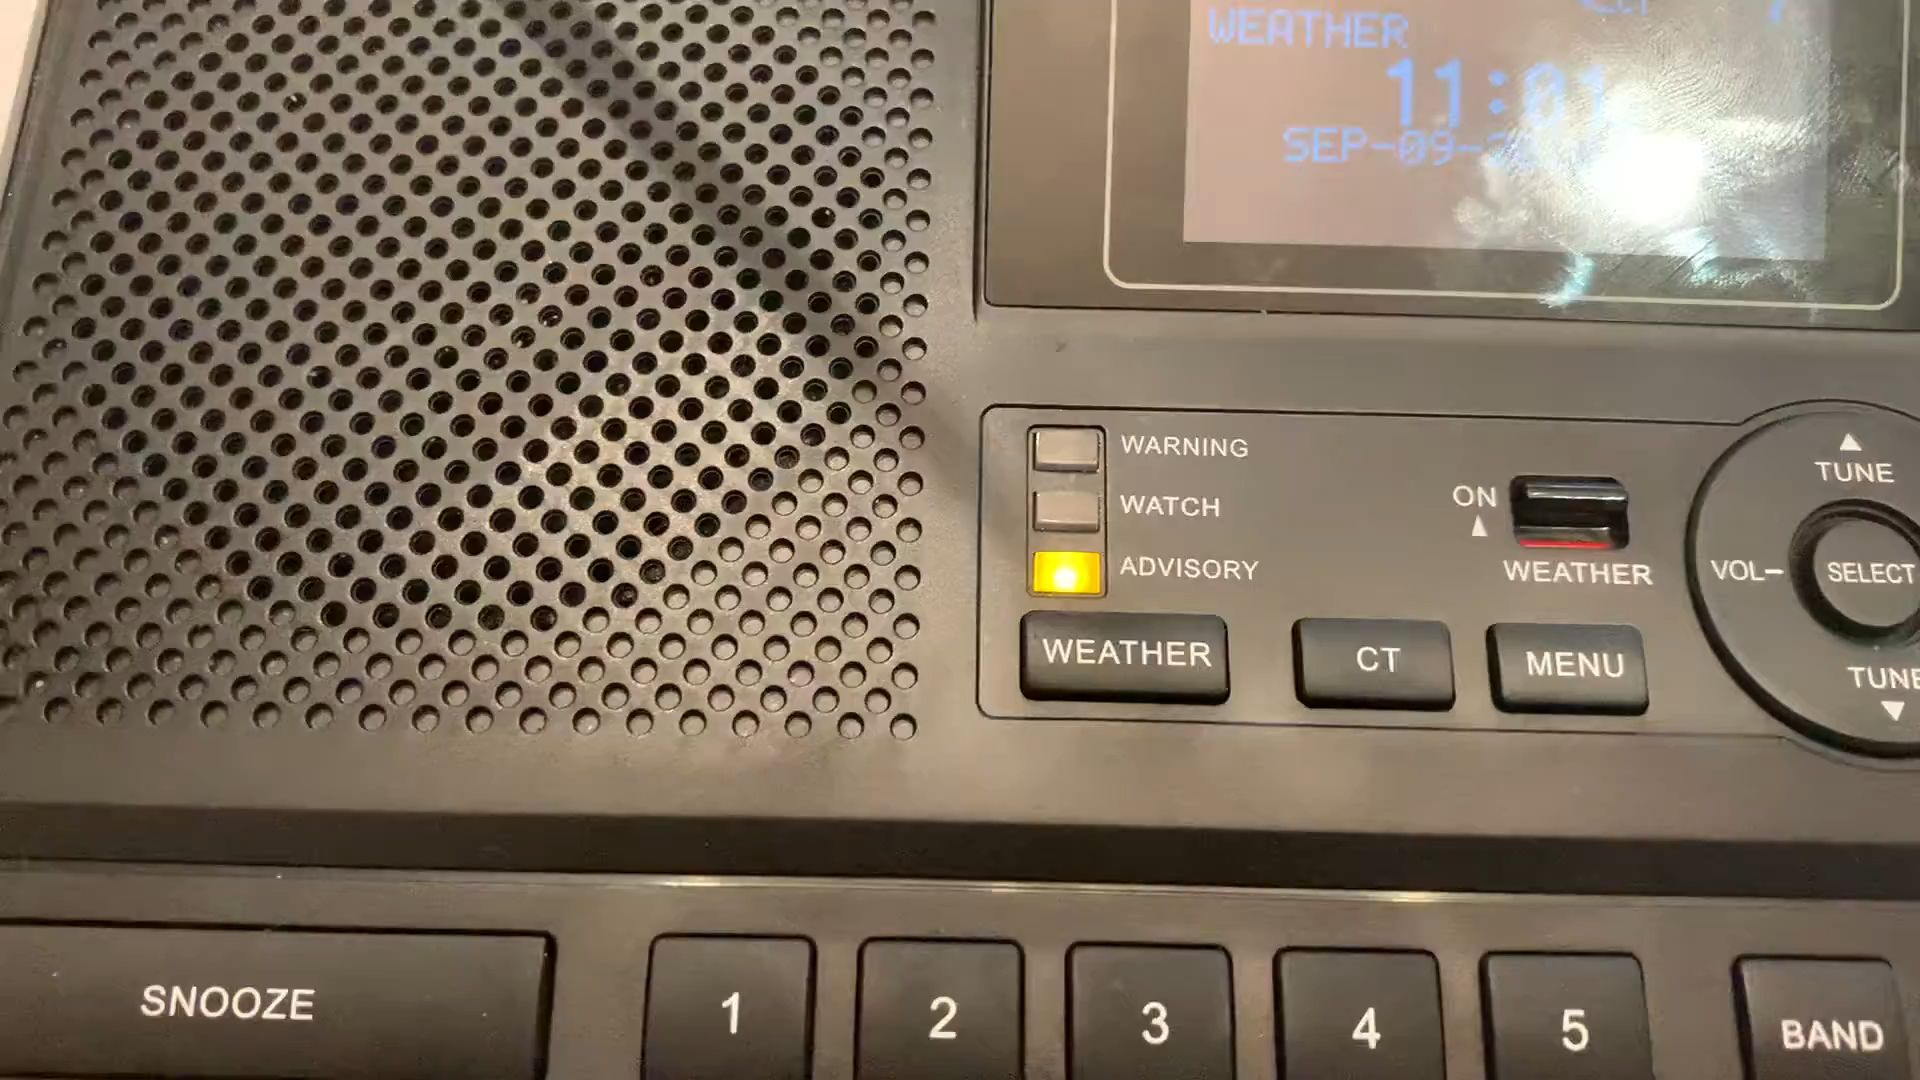 WEATHER
11:01
SEP-09-
WARNING
WATCH
ADVISORY
ON
WEATHER
TUNE
VOL–
SELECT
TUNE
WEATHER
CT
MENU
SNOOZE
1
2
3
4
5
BAND